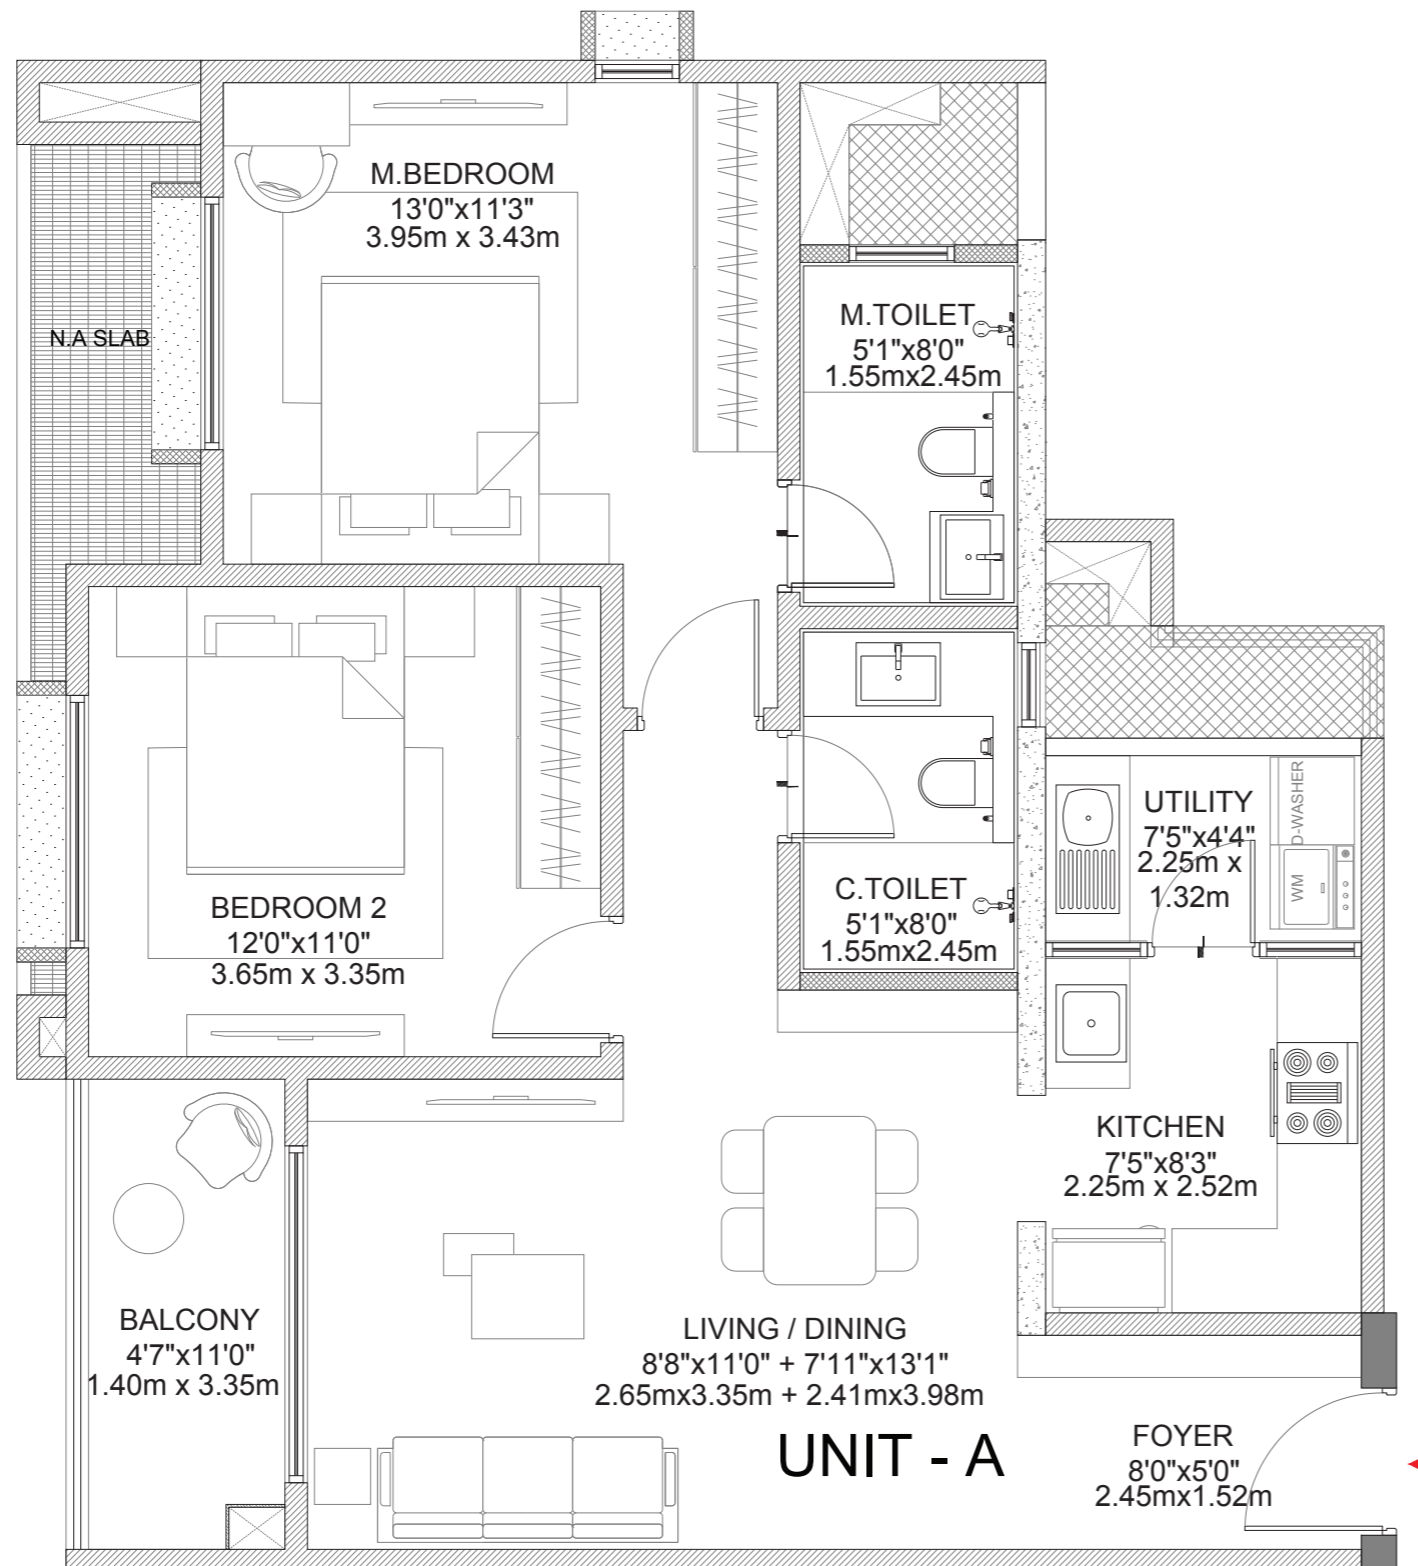 M.BEDROOM
13'0"x11'3"
3.95m x 3.43m
N.A SLAB
M.TOILET
5'1"x8'0"
1.55mx2.45m
UTILITY
7'5"x4'4"
2.25m x
1.32m
D-WASHER
WM
C.TOILET
5'1"x8'0"
1.55mx2.45m
BEDROOM 2
12'0"x11'0"
3.65m x 3.35m
KITCHEN
7'5"x8'3"
2.25m x 2.52m
BALCONY
4'7"x11'0"
1.40m x 3.35m
LIVING / DINING
8'8"x11'0" + 7'11"x13'1"
2.65mx3.35m + 2.41mx3.98m
UNIT - A
FOYER
8'0"x5'0"
2.45mx1.52m